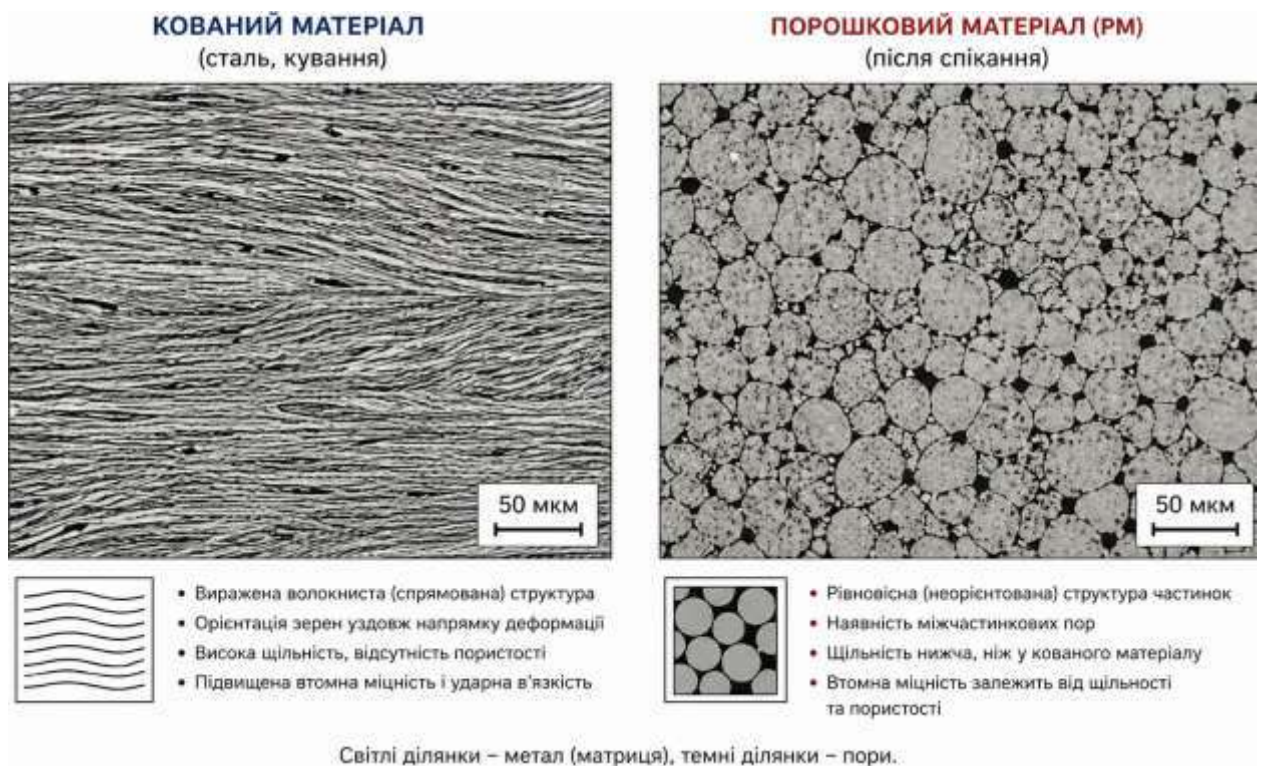 КОВАНИЙ МАТЕРІАЛ
(сталь, кування)
50 мкм
• Виражена волокниста (спрямована) структура
• Орієнтація зерен уздовж напрямку деформації
• Висока щільність, відсутність пористості
• Підвищена втомна міцність і ударна в'язкість
ПОРОШКОВИЙ МАТЕРІАЛ (PM)
(після спікання)
50 мкм
• Рівновісна (неорієнтована) структура частинок
• Наявність міжчастинкових пор
• Щільність нижча, ніж у кованого матеріалу
• Втомна міцність залежить від щільності
та пористості
Світлі ділянки – метал (матриця), темні ділянки – пори.